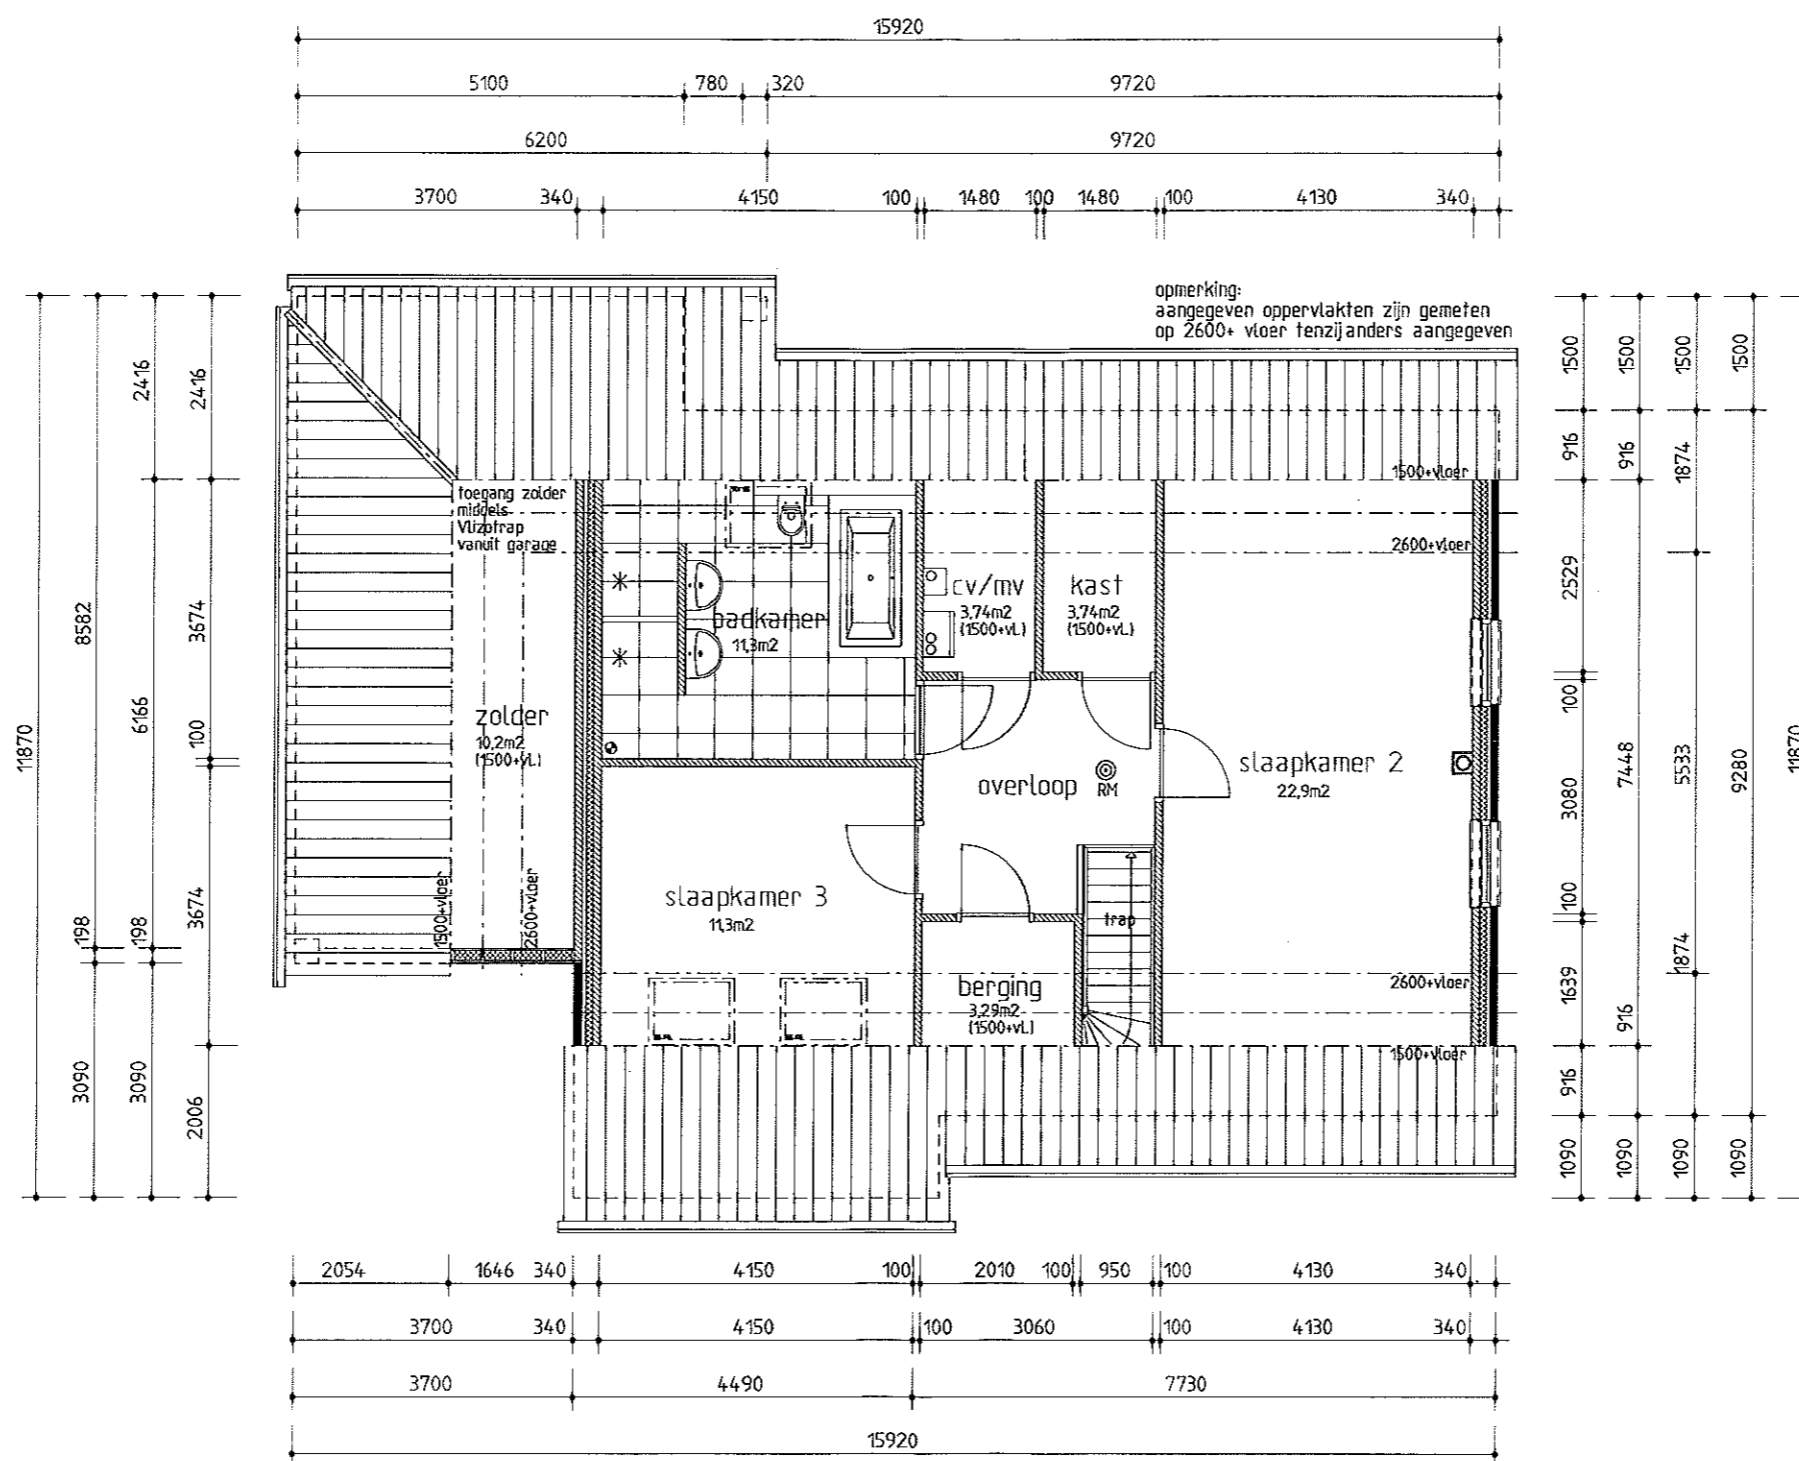 15920
5100 780 320 9720
6200 9720
3700 340 4150 100 1480 100 1480 100 4130 340
opmerking:
aangegeven oppervlakten zijn gemeten
op 2600+ vloer tenzij anders aangegeven
11870
8582 198 3090
2416 6166 198 3090
2416 3674 100 3674 2006
toegang zolder
middels
Vlizotrap
vanuit garage
zolder
10,2m2
(1500+vl.)
1500+vloer
2600+vloer
badkamer
11,3m2
cv/mv
3,74m2
(1500+vl.)
kast
3,74m2
(1500+vl.)
1500+vloer
2600+vloer
overloop
RM
slaapkamer 2
22,9m2
slaapkamer 3
11,3m2
trap
berging
3,29m2
(1500+vl.)
2600+vloer
1500+vloer
1500 916 2529 100 3080 100 1639 916 1090
1500 916 7448 916 1090
1500 1874 5533 1874 1090
1500 9280 1090
11870
2054 1646 340 4150 100 2010 100 950 100 4130 340
3700 340 4150 100 3060 100 4130 340
3700 4490 7730
15920